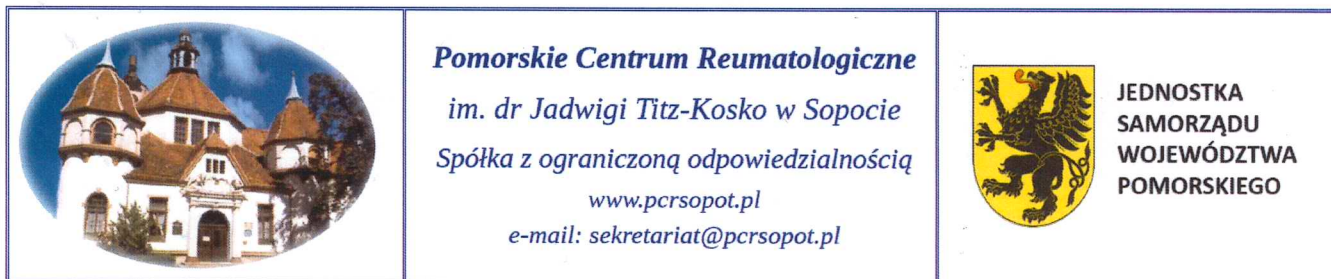 Pomorskie Centrum Reumatologiczne
im. dr Jadwigi Titz-Kosko w Sopocie
Spółka z ograniczoną odpowiedzialnością
www.pcrsopot.pl
e-mail: sekretariat@pcrsopot.pl
JEDNOSTKA
SAMORZĄDU
WOJEWÓDZTWA
POMORSKIEGO